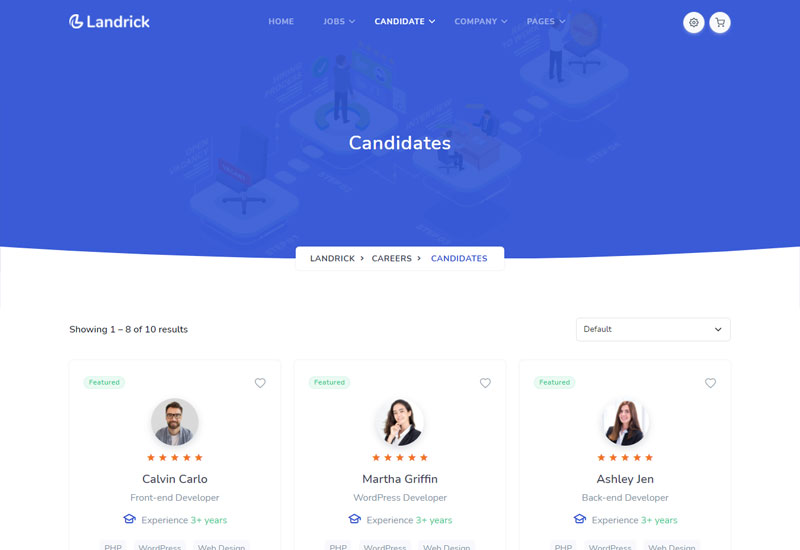 Landrick
HOME JOBS CANDIDATE COMPANY PAGES
Candidates
LANDRICK > CAREERS > CANDIDATES
Showing 1 – 8 of 10 results
Default
Featured Featured Featured
Calvin Carlo Martha Griffin Ashley Jen
Front-end Developer WordPress Developer Back-end Developer
Experience 3+ years Experience 3+ years Experience 3+ years
PHP WordPress Web Design PHP WordPress Web Design PHP WordPress Web Design